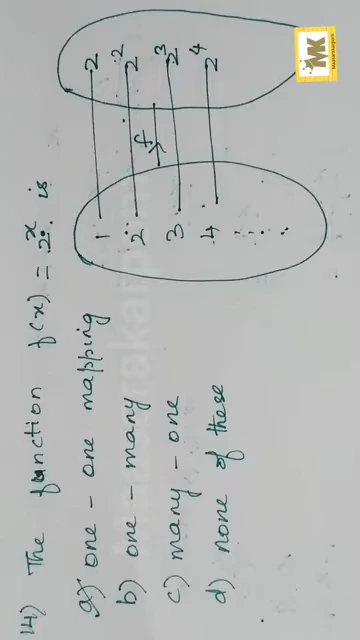 14) The function f(x) = 2^x is
a) one - one mapping
b) one - many
c) many - one
d) none of these
1 2
2 2^2
3 2^3
4 2^4
f
MK